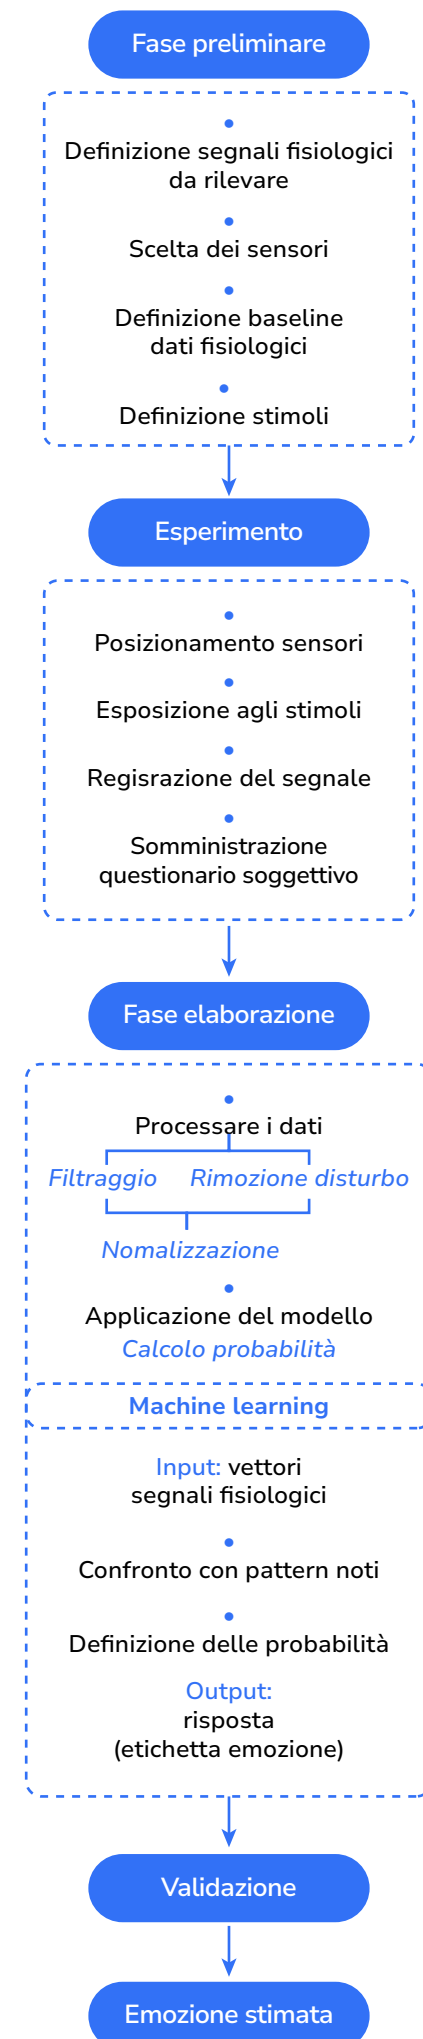 Fase preliminare
Definizione segnali fisiologici
da rilevare
Scelta dei sensori
Definizione baseline
dati fisiologici
Definizione stimoli
Esperimento
Posizionamento sensori
Esposizione agli stimoli
Regisrazione del segnale
Somministrazione
questionario soggettivo
Fase elaborazione
Processare i dati
Filtraggio Rimozione disturbo
Nomalizzazione
Applicazione del modello
Calcolo probabilità
Machine learning
Input: vettori
segnali fisiologici
Confronto con pattern noti
Definizione delle probabilità
Output:
risposta
(etichetta emozione)
Validazione
Emozione stimata